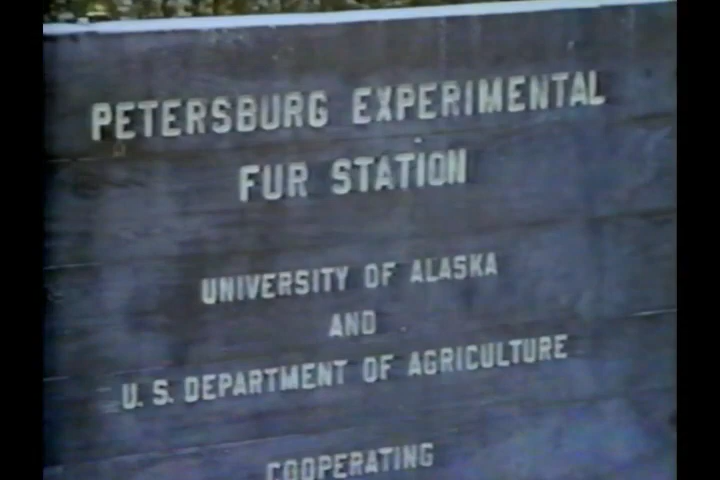 PETERSBURG EXPERIMENTAL
FUR STATION
UNIVERSITY OF ALASKA
AND
U. S. DEPARTMENT OF AGRICULTURE
COOPERATING